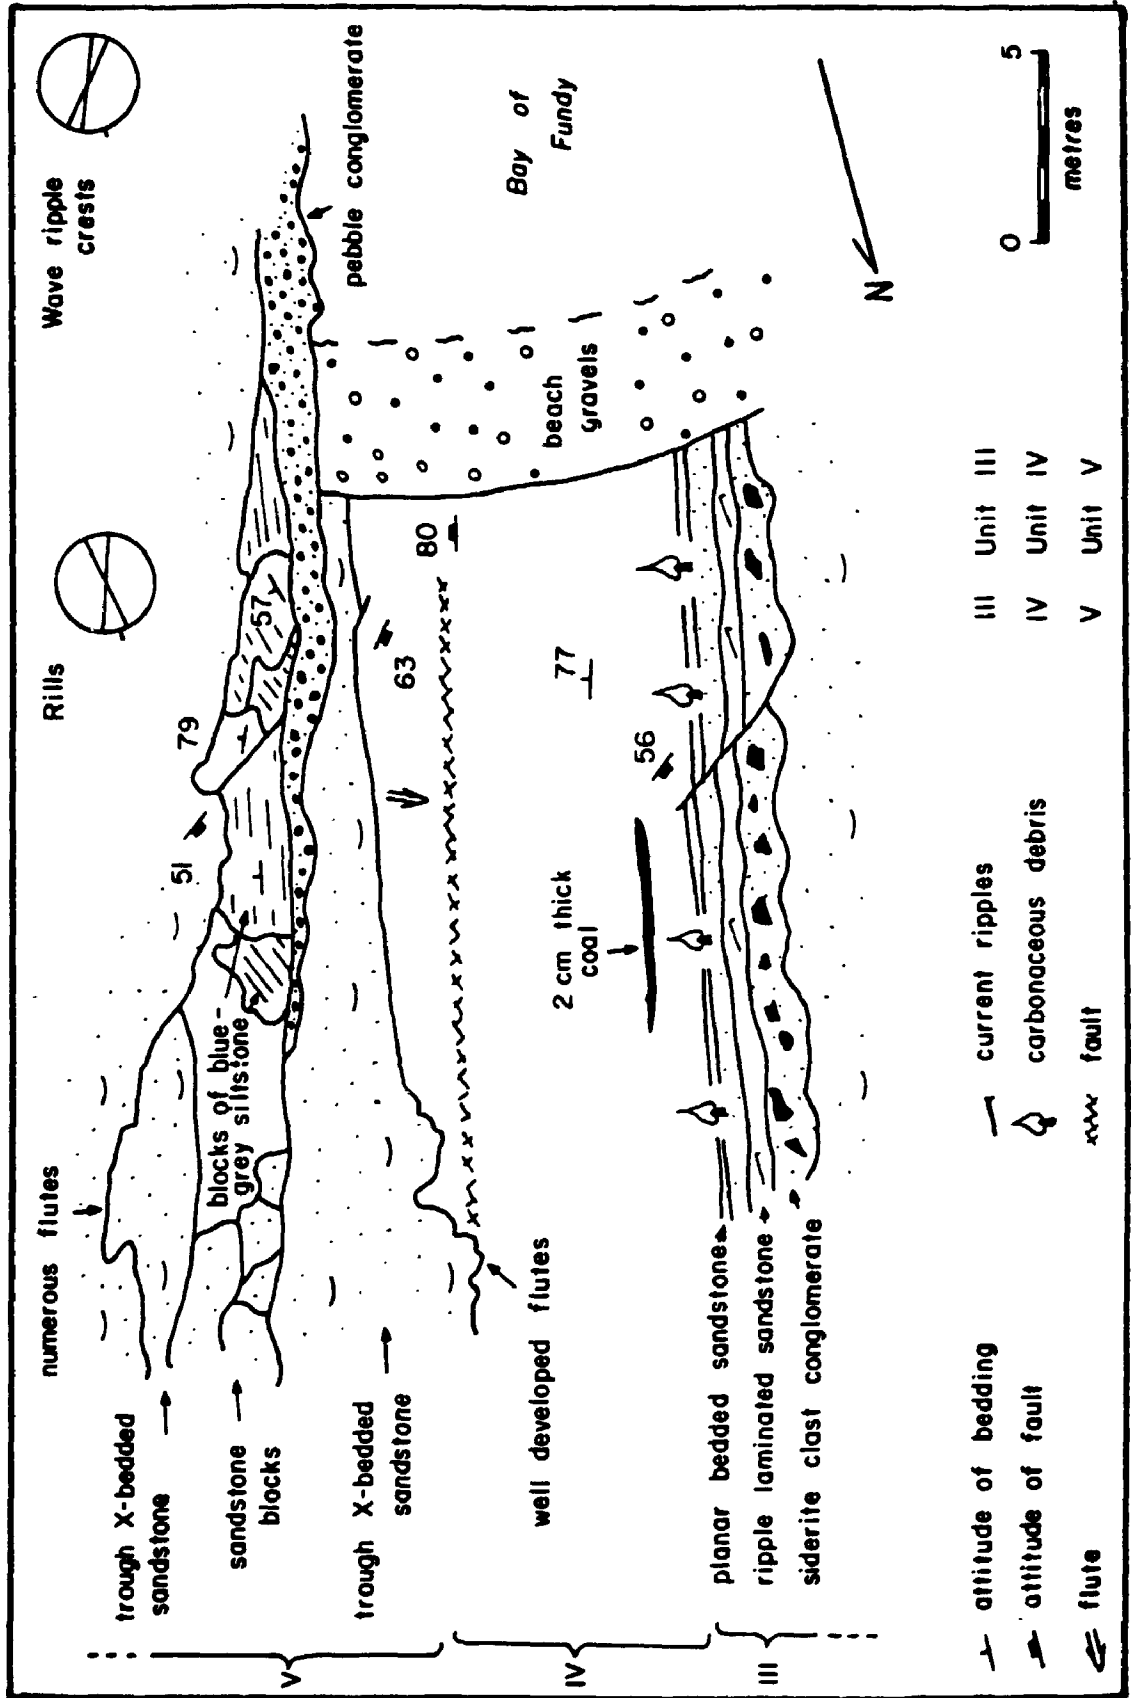 numerous flutes
Rills
Wave ripple
crests
trough X-bedded
sandstone
51
79
57
blocks of blue-
grey siltstone
sandstone
blocks
pebble conglomerate
V
trough X-bedded
sandstone
63
80
Bay of
Fundy
well developed flutes
beach
gravels
IV
2 cm thick
coal
77
56
N
planar bedded sandstone
ripple laminated sandstone
siderite clast conglomerate
III
attitude of bedding
current ripples
III Unit III
0 5
metres
attitude of fault
carbonaceous debris
IV Unit IV
flute
fault
V Unit V